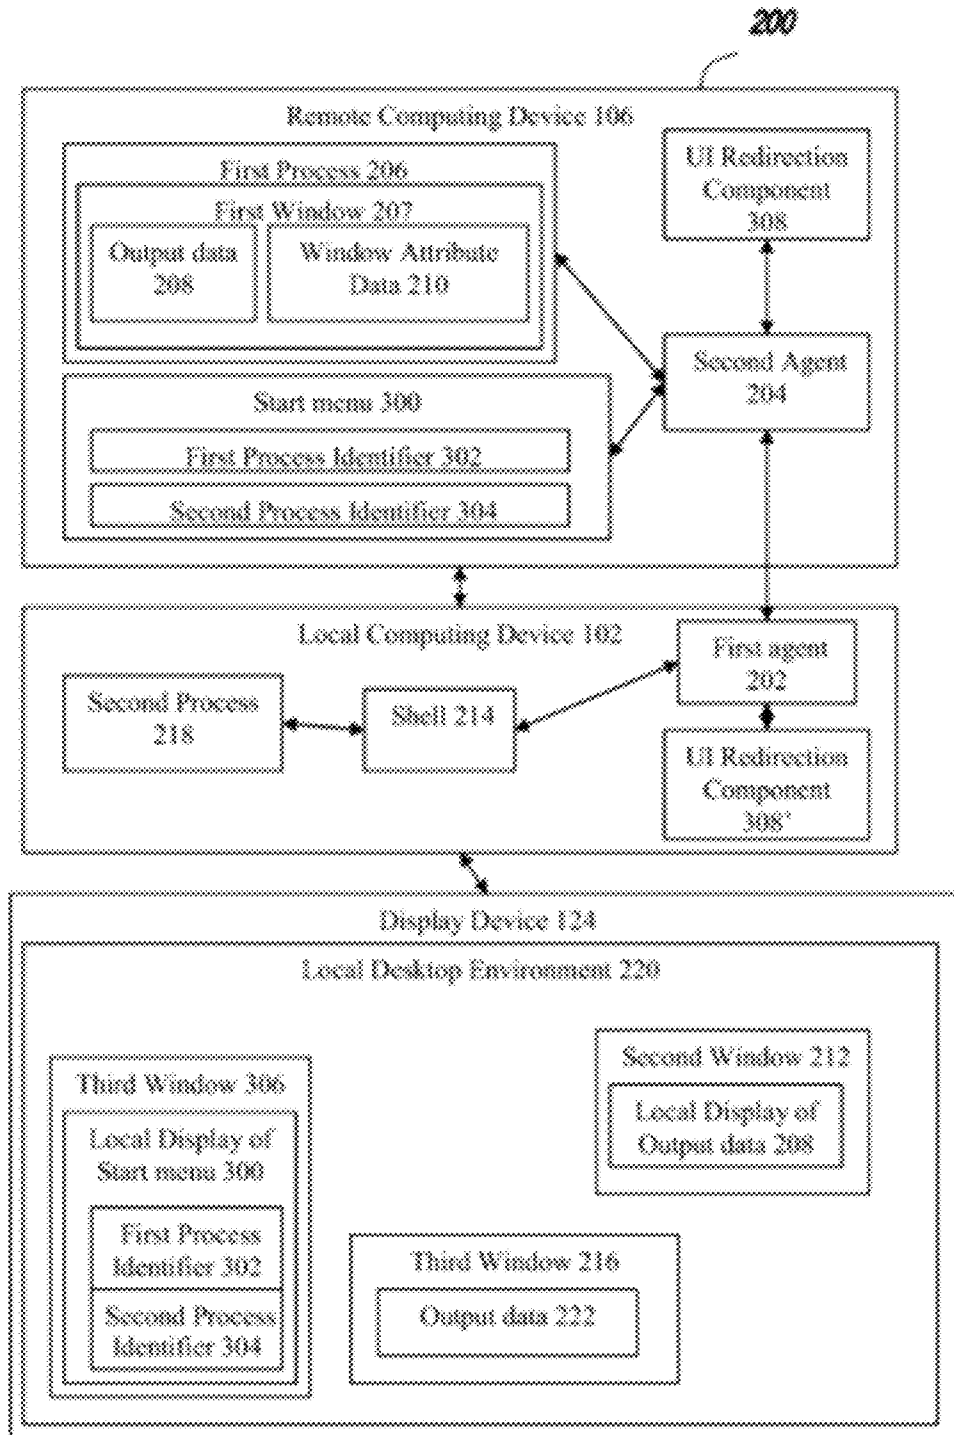 200
Remote Computing Device 106
First Process 206
First Window 207
Output data
208
Window Attribute
Data 210
UI Redirection
Component
308
Second Agent
204
Start menu 300
First Process Identifier 302
Second Process Identifier 304
Local Computing Device 102
First agent
202
Second Process
218
Shell 214
UI Redirection
Component
308'
Display Device 124
Local Desktop Environment 220
Second Window 212
Local Display of
Output data 208
Third Window 306
Local Display of
Start menu 300
First Process
Identifier 302
Second Process
Identifier 304
Third Window 216
Output data 222